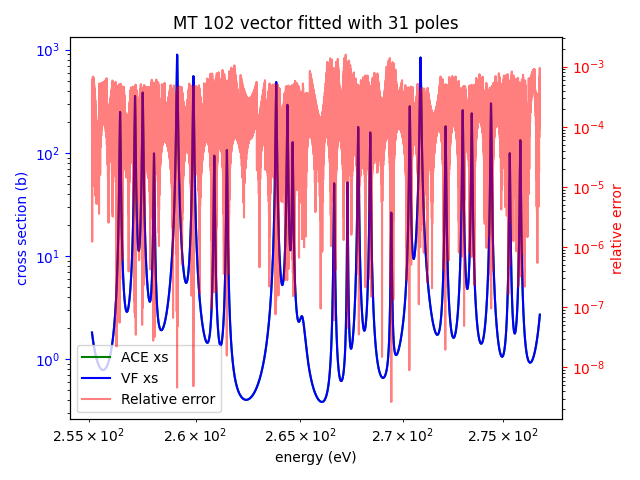 MT 102 vector fitted with 31 poles
10³
10²
10¹
10⁰
cross section (b)
10⁻³
10⁻⁴
10⁻⁵
10⁻⁶
10⁻⁷
10⁻⁸
relative error
ACE xs
VF xs
Relative error
2.55 × 10² 2.6 × 10² 2.65 × 10² 2.7 × 10² 2.75 × 10²
energy (eV)